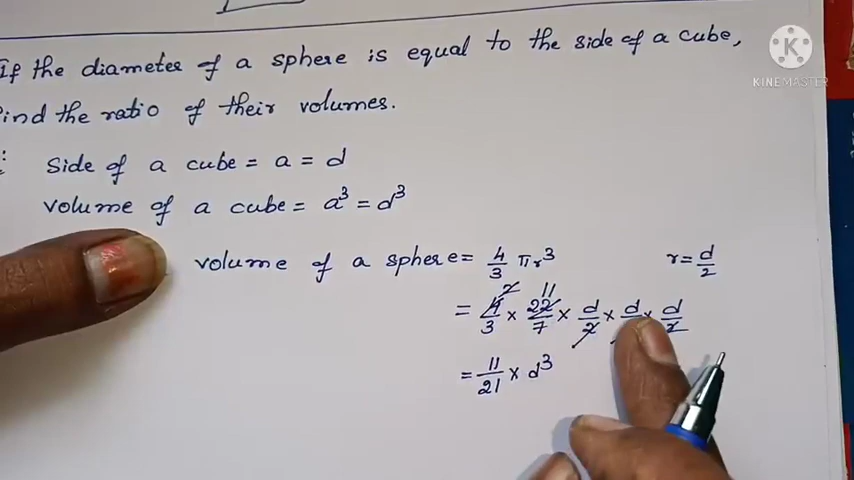 If the diameter of a sphere is equal to the side of a cube,
find the ratio of their volumes.
:
Side of a cube = a = d
volume of a cube = a³ = d³
volume of a sphere = 4/3 πr³ r = d/2
= 4/3 2 × 22/7 11 × d/2 × d × d/2
= 11/21 × d³
K
KINEMASTER